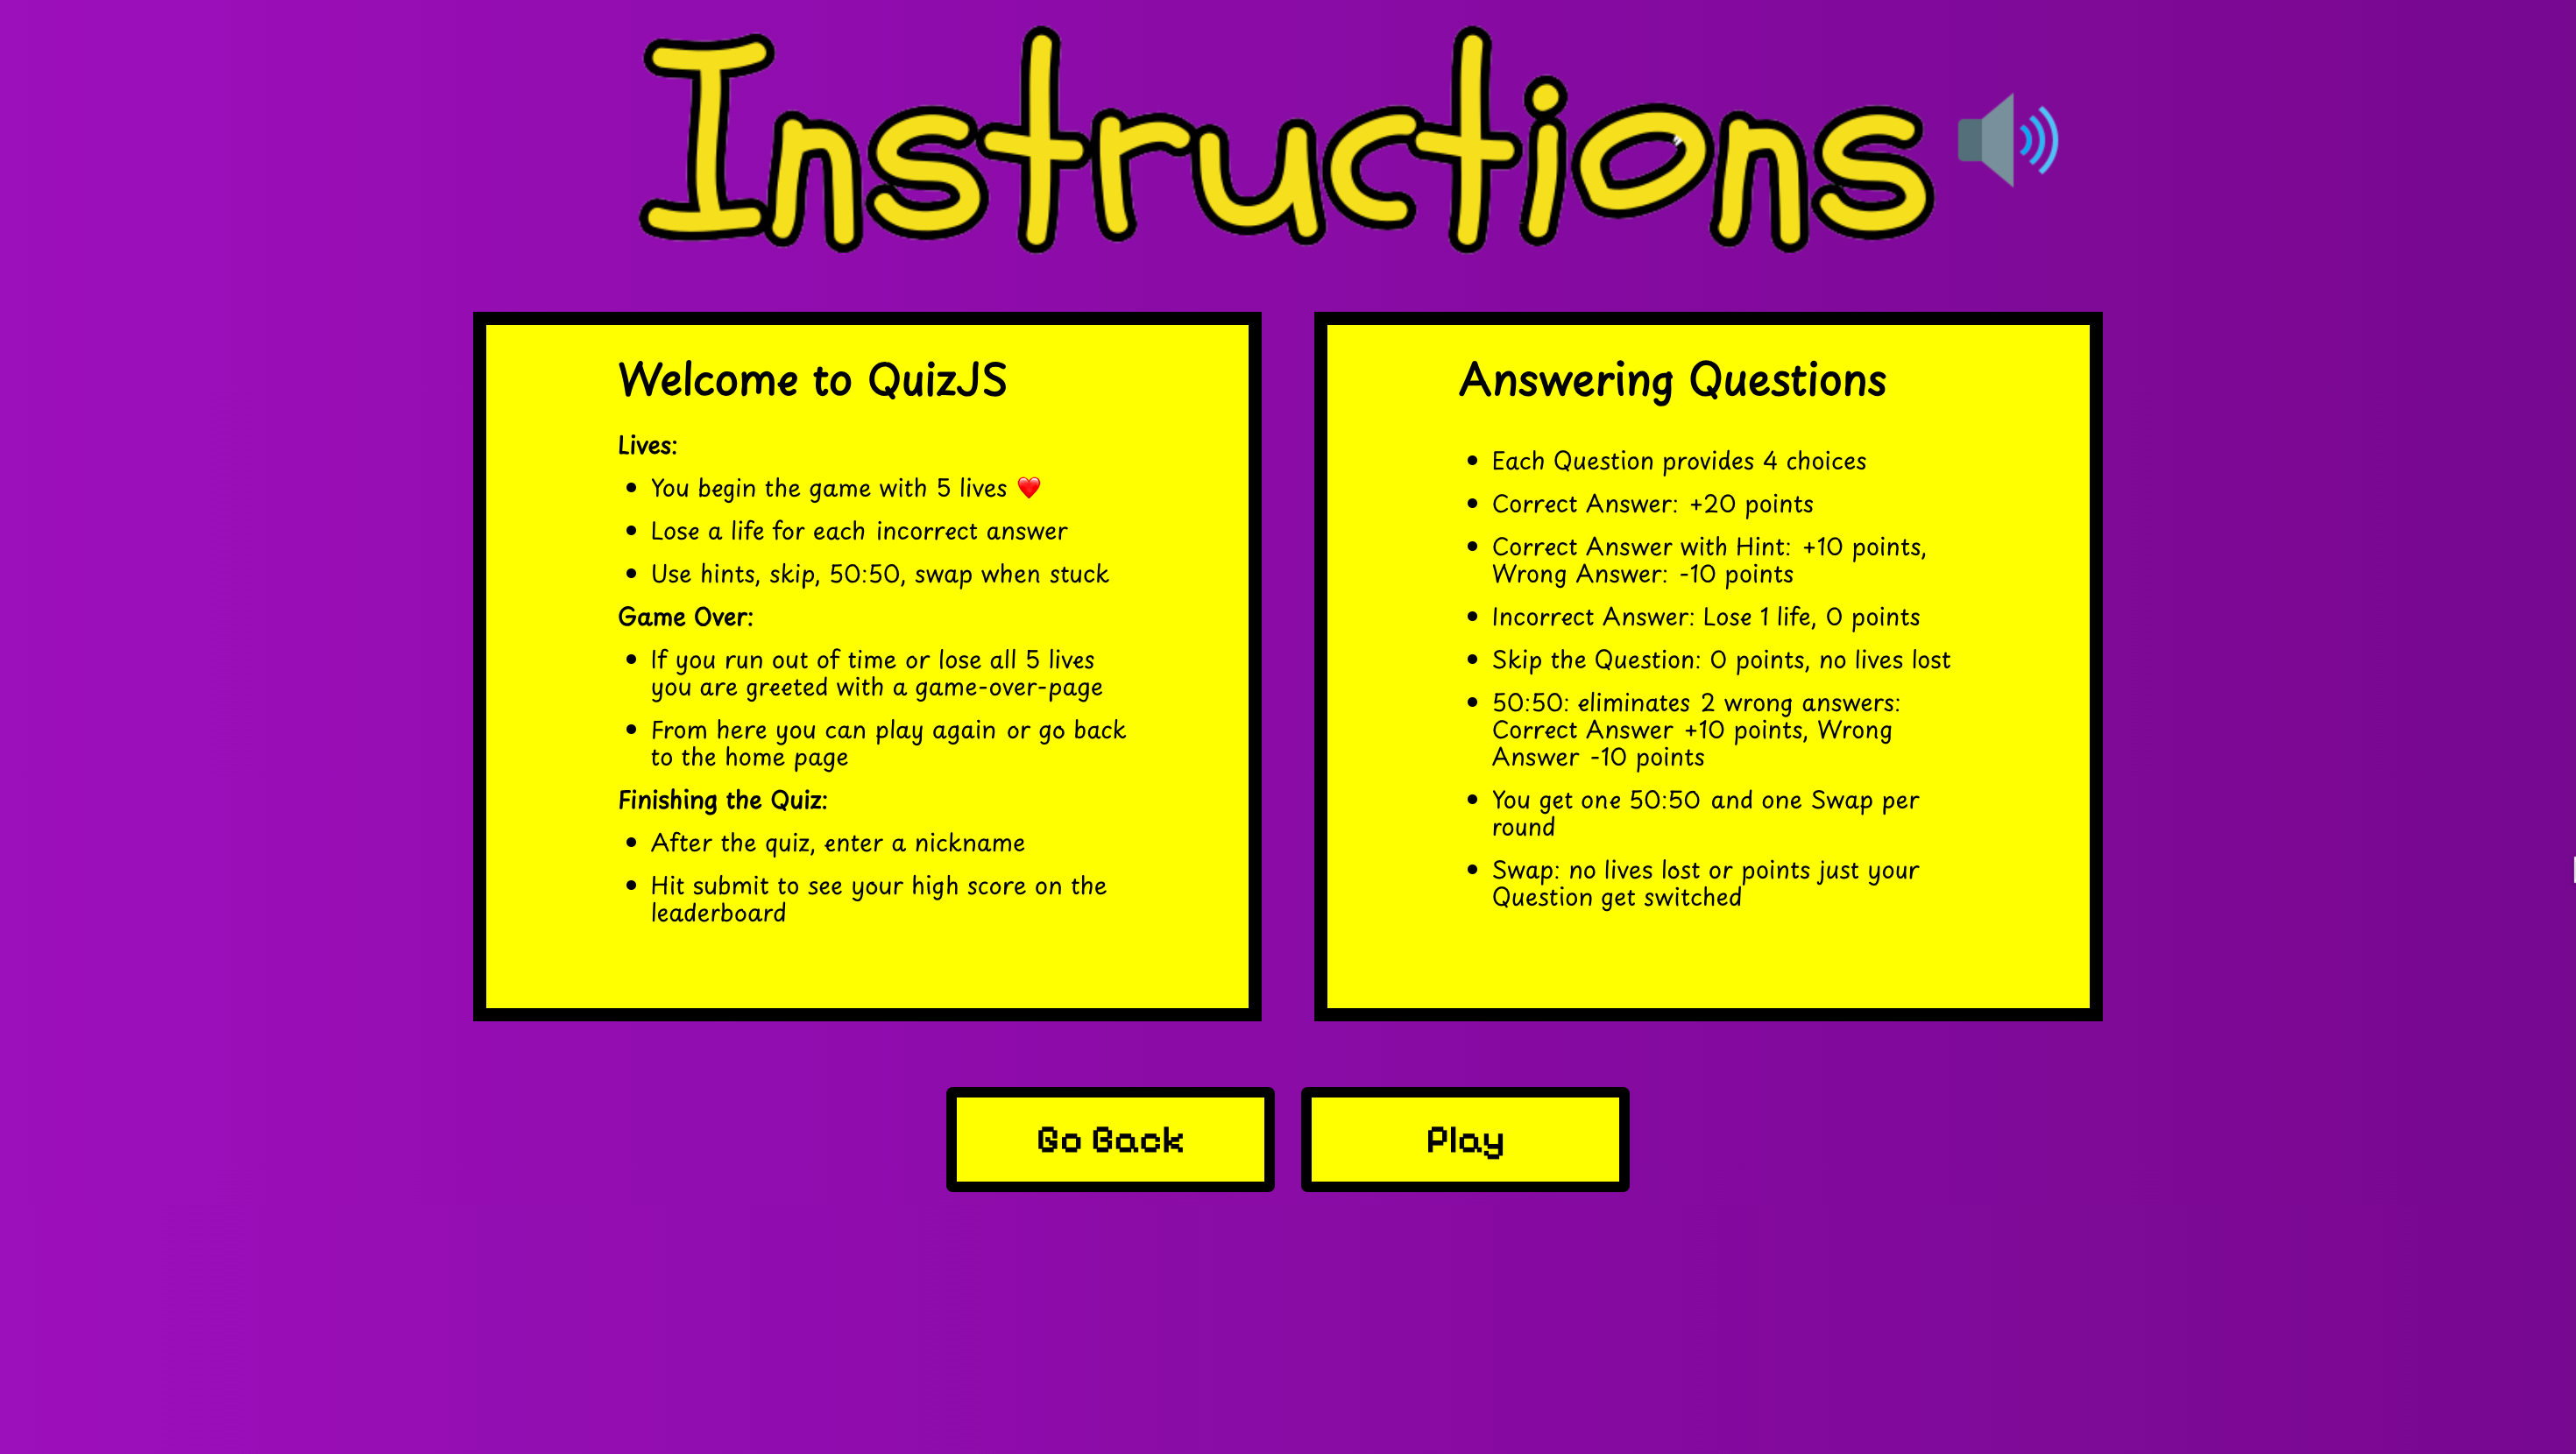 Instructions
Welcome to QuizJS
Lives:
You begin the game with 5 lives ❤️
Lose a life for each incorrect answer
Use hints, skip, 50:50, swap when stuck
Game Over:
If you run out of time or lose all 5 lives
you are greeted with a game-over-page
From here you can play again or go back
to the home page
Finishing the Quiz:
After the quiz, enter a nickname
Hit submit to see your high score on the
leaderboard
Answering Questions
Each Question provides 4 choices
Correct Answer: +20 points
Correct Answer with Hint: +10 points,
Wrong Answer: -10 points
Incorrect Answer: Lose 1 life, 0 points
Skip the Question: 0 points, no lives lost
50:50: eliminates 2 wrong answers:
Correct Answer +10 points, Wrong
Answer -10 points
You get one 50:50 and one Swap per
round
Swap: no lives lost or points just your
Question get switched
Go Back
Play